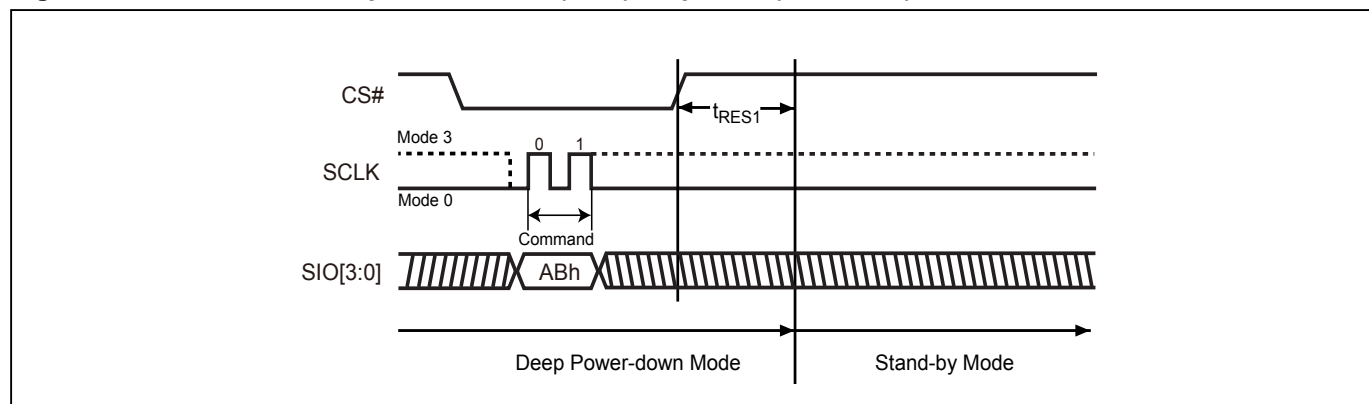 CS#
tRES1
Mode 3
0 1
SCLK
Mode 0
Command
SIO[3:0]
ABh
Deep Power-down Mode
Stand-by Mode